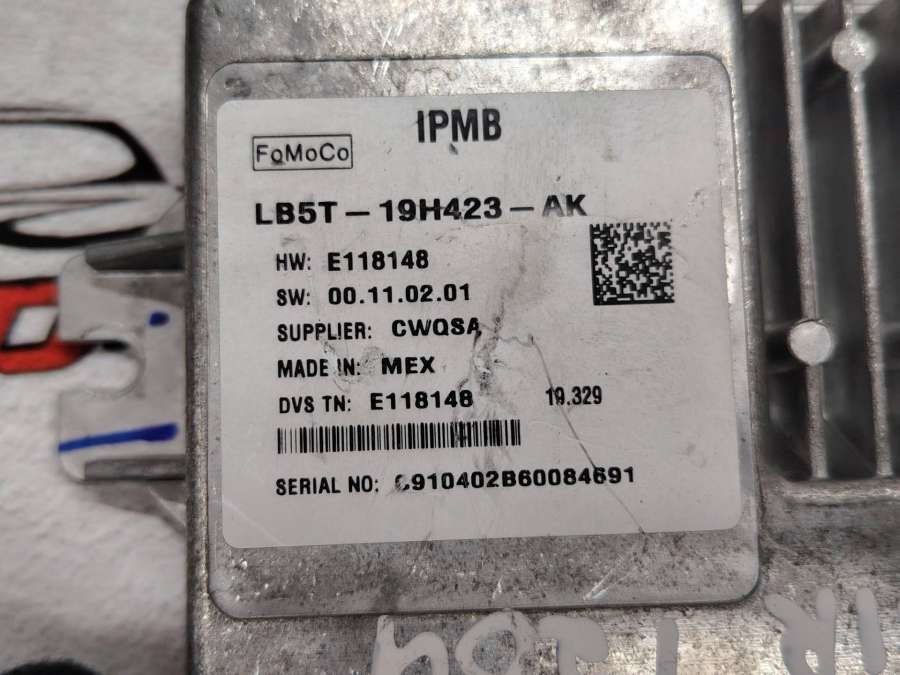 IPMB
FoMoCo
LB5T-19H423-AK
HW: E118148
SW: 00.11.02.01
SUPPLIER: CWQSA
MADE IN: MEX
DVS TN: E118148 19.329
SERIAL NO: